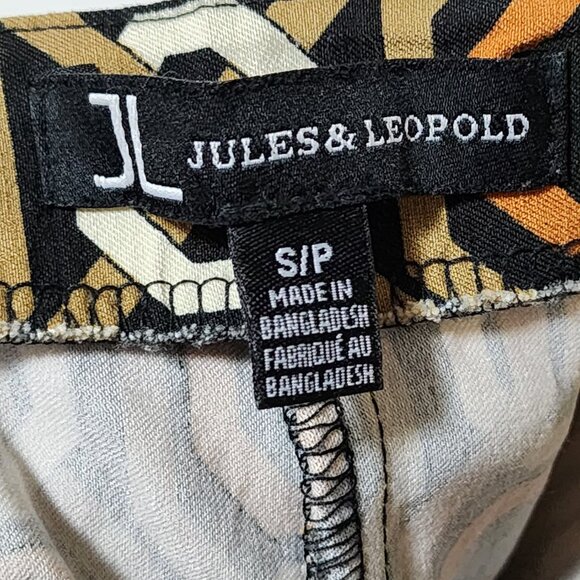 JL JULES & LEOPOLD
S/P
MADE IN
BANGLADESH
FABRIQUÉ AU
BANGLADESH